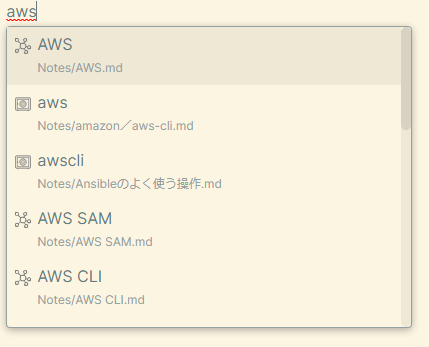 aws
AWS
Notes/AWS.md
aws
Notes/amazon／aws-cli.md
awscli
Notes/Ansibleのよく使う操作.md
AWS SAM
Notes/AWS SAM.md
AWS CLI
Notes/AWS CLI.md